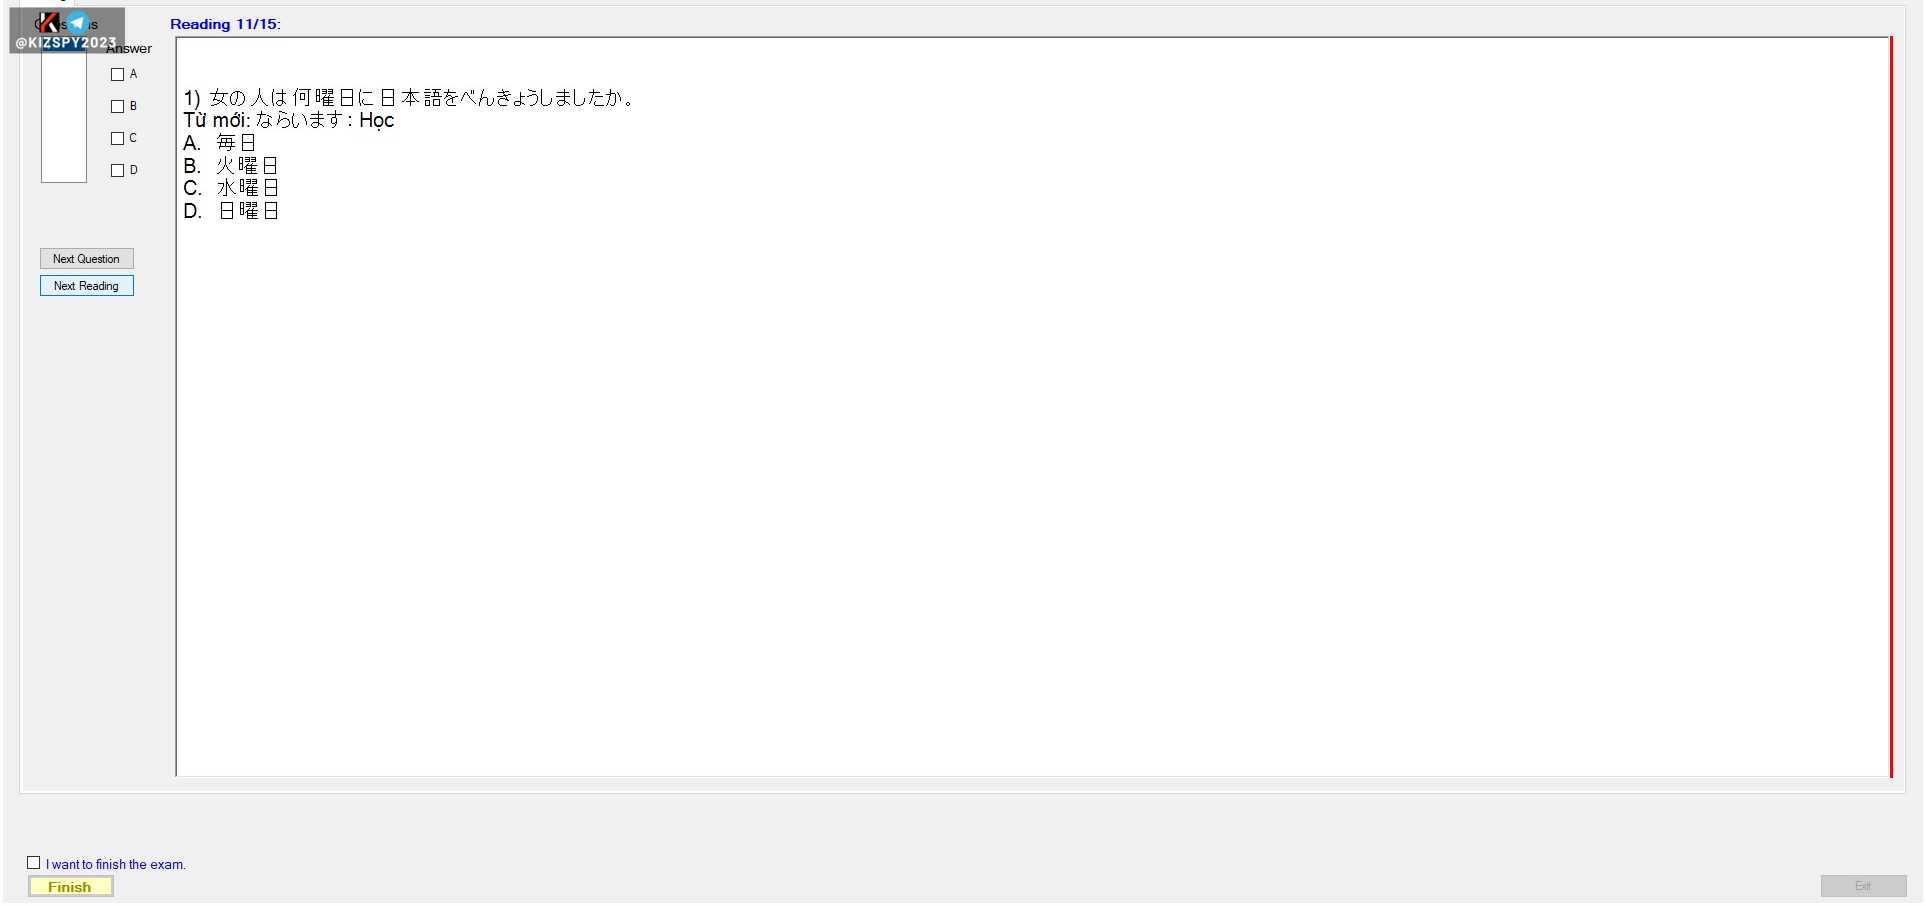 Reading 11/15:
@KIZSPY2023
Answer
A
B
C
D
1) 女の人は何曜日に日本語をべんきょうしましたか。
Từ mới: ならいます : Học
A. 毎日
B. 火曜日
C. 水曜日
D. 日曜日
Next Question
Next Reading
I want to finish the exam.
Finish
Exit